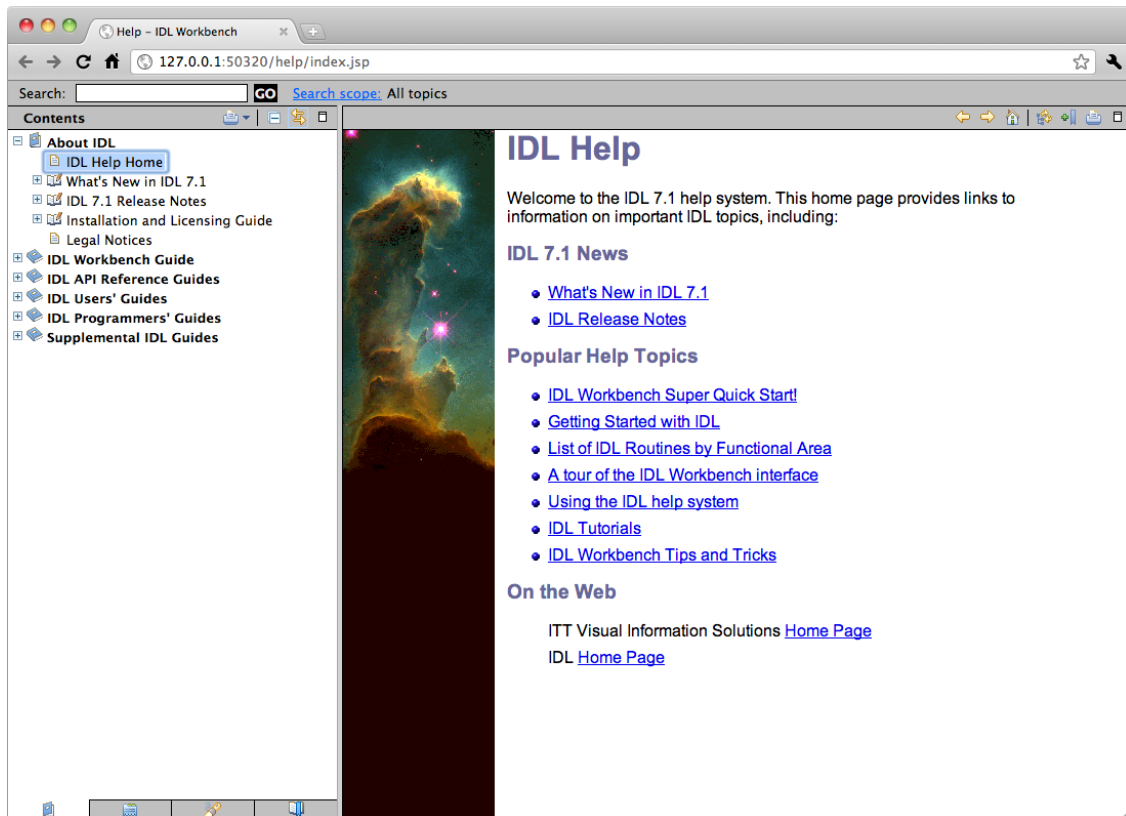 Help – IDL Workbench
127.0.0.1:50320/help/index.jsp
Search:
GO
Search scope: All topics
Contents
About IDL
IDL Help Home
What's New in IDL 7.1
IDL 7.1 Release Notes
Installation and Licensing Guide
Legal Notices
IDL Workbench Guide
IDL API Reference Guides
IDL Users' Guides
IDL Programmers' Guides
Supplemental IDL Guides
IDL Help
Welcome to the IDL 7.1 help system. This home page provides links to
information on important IDL topics, including:
IDL 7.1 News
What's New in IDL 7.1
IDL Release Notes
Popular Help Topics
IDL Workbench Super Quick Start!
Getting Started with IDL
List of IDL Routines by Functional Area
A tour of the IDL Workbench interface
Using the IDL help system
IDL Tutorials
IDL Workbench Tips and Tricks
On the Web
ITT Visual Information Solutions Home Page
IDL Home Page